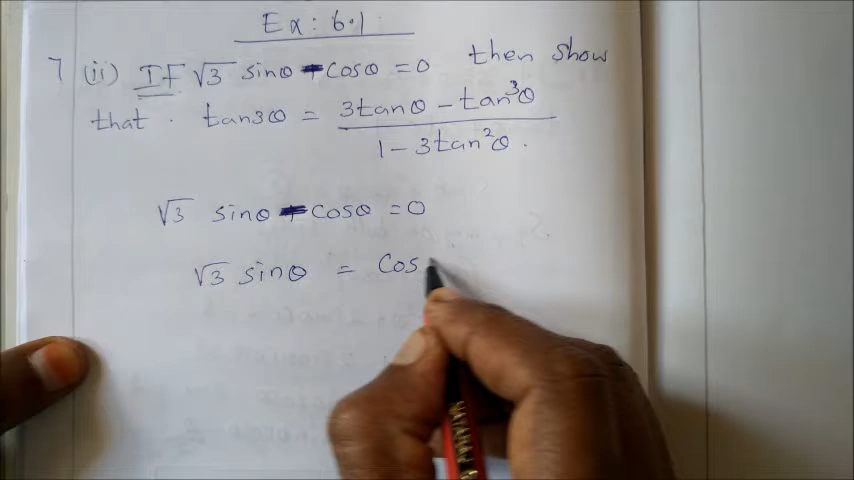 Ex : 6.1
7 (ii) IF √3 sinθ - cosθ = 0 then show
that . tan3θ = 3tanθ - tan³θ
1 - 3tan²θ .
√3 sinθ - cosθ = 0
√3 sinθ = Cos